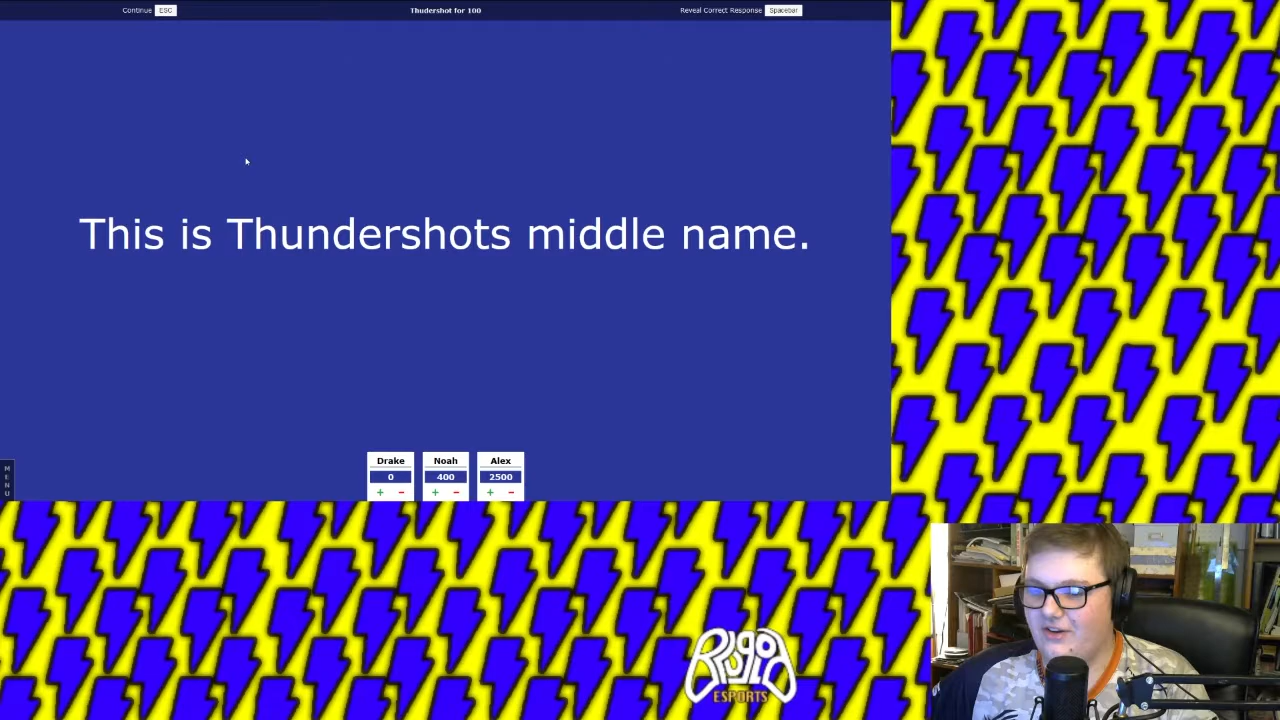 Continue ESC Thudershot for 100 Reveal Correct Response Spacebar
This is Thundershots middle name.
MENU
Drake Noah Alex
0 400 2500
+ - + - + -
ESPORTS